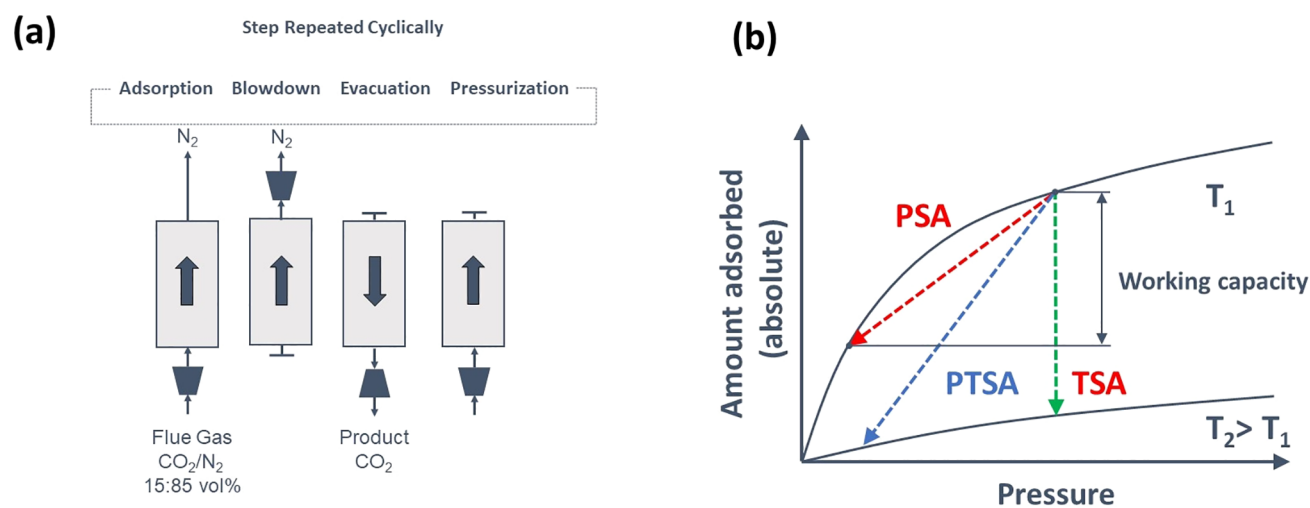 (a)
Step Repeated Cyclically
Adsorption Blowdown Evacuation Pressurization
N₂ N₂
Flue Gas
CO₂/N₂
15:85 vol%
Product
CO₂
(b)
Amount adsorbed
(absolute)
PSA
T₁
Working capacity
PTSA
TSA
T₂> T₁
Pressure